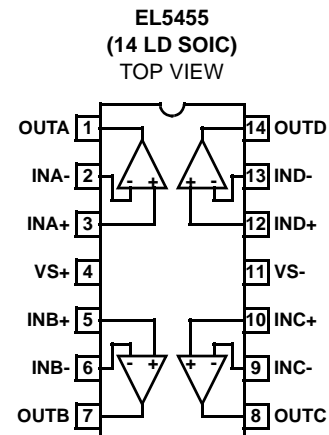 EL5455
(14 LD SOIC)
TOP VIEW
OUTA 1 14 OUTD
INA- 2 - + + - 13 IND-
INA+ 3 12 IND+
VS+ 4 11 VS-
INB+ 5 10 INC+
INB- 6 - + + - 9 INC-
OUTB 7 8 OUTC